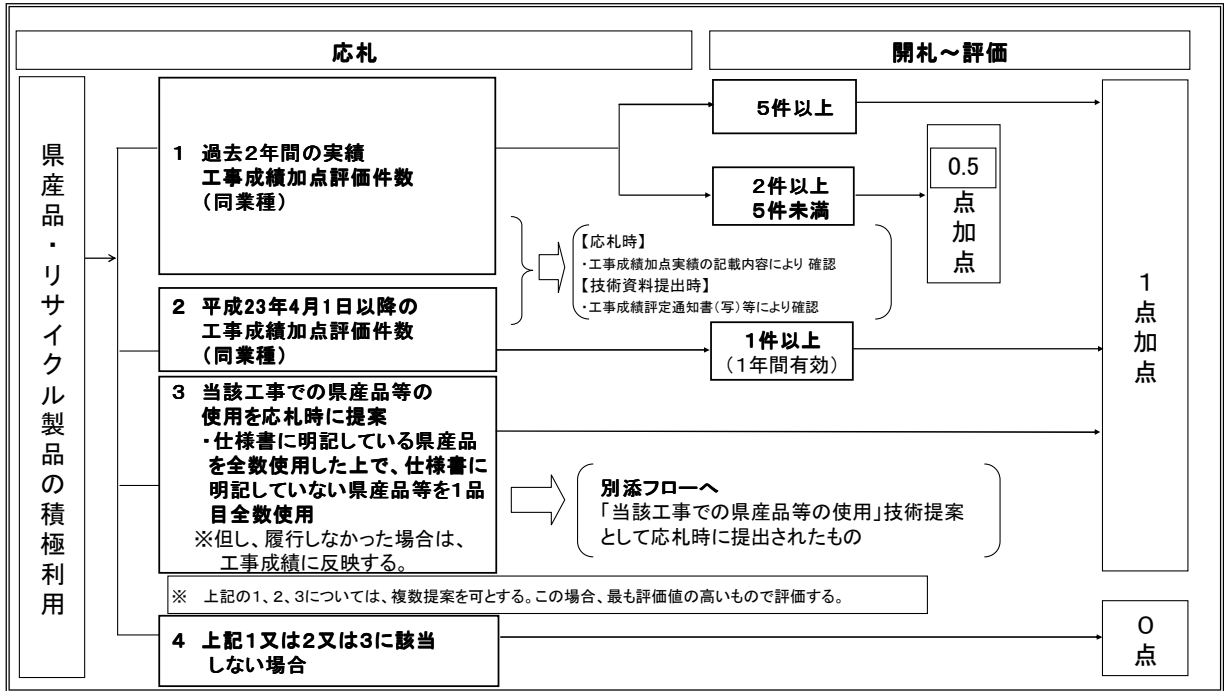 応札
開札～評価
県産品・リサイクル製品の積極利用
1 過去2年間の実績
工事成績加点評価件数
(同業種)
5件以上
2件以上
5件未満
0.5
点加点
1点加点
【応札時】
・工事成績加点実績の記載内容により 確認
【技術資料提出時】
・工事成績評定通知書(写)等により確認
2 平成23年4月1日以降の
工事成績加点評価件数
(同業種)
1件以上
(1年間有効)
3 当該工事での県産品等の
使用を応札時に提案
・仕様書に明記している県産品
を全数使用した上で、仕様書に
明記していない県産品等を1品
目全数使用
※但し、履行しなかった場合は、
工事成績に反映する。
別添フローへ
「当該工事での県産品等の使用」技術提案
として応札時に提出されたもの
※ 上記の1、2、3については、複数提案を可とする。この場合、最も評価値の高いもので評価する。
4 上記1又は2又は3に該当
しない場合
0点